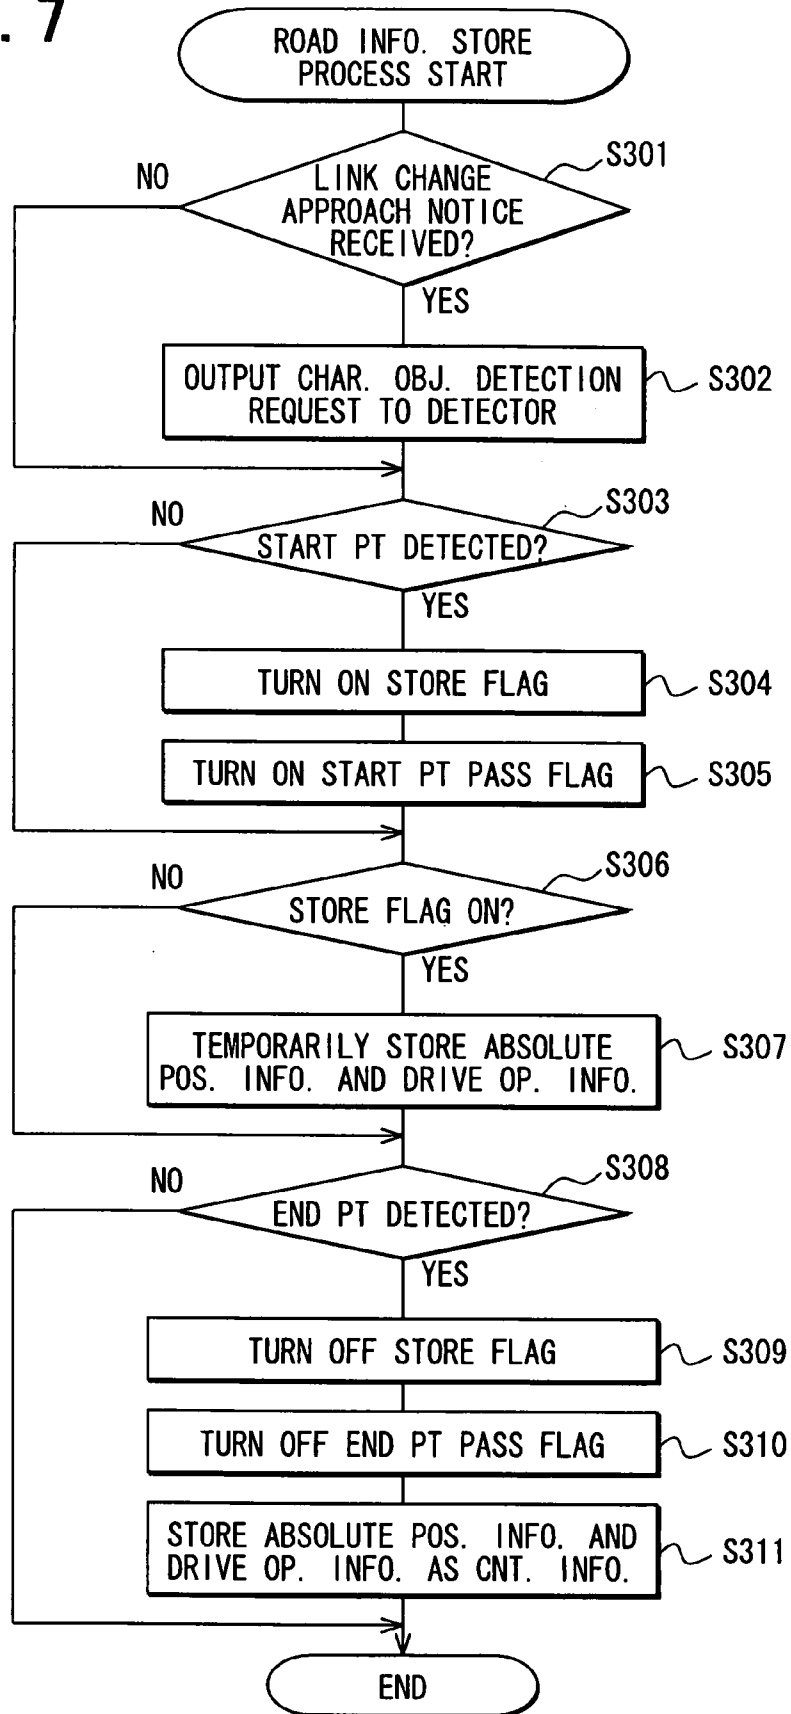 . 7
ROAD INFO. STORE
PROCESS START
S301
NO
LINK CHANGE
APPROACH NOTICE
RECEIVED?
YES
OUTPUT CHAR. OBJ. DETECTION
REQUEST TO DETECTOR
S302
S303
NO
START PT DETECTED?
YES
TURN ON STORE FLAG
S304
TURN ON START PT PASS FLAG
S305
S306
NO
STORE FLAG ON?
YES
TEMPORARILY STORE ABSOLUTE
POS. INFO. AND DRIVE OP. INFO.
S307
S308
NO
END PT DETECTED?
YES
TURN OFF STORE FLAG
S309
TURN OFF END PT PASS FLAG
S310
STORE ABSOLUTE POS. INFO. AND
DRIVE OP. INFO. AS CNT. INFO.
S311
END